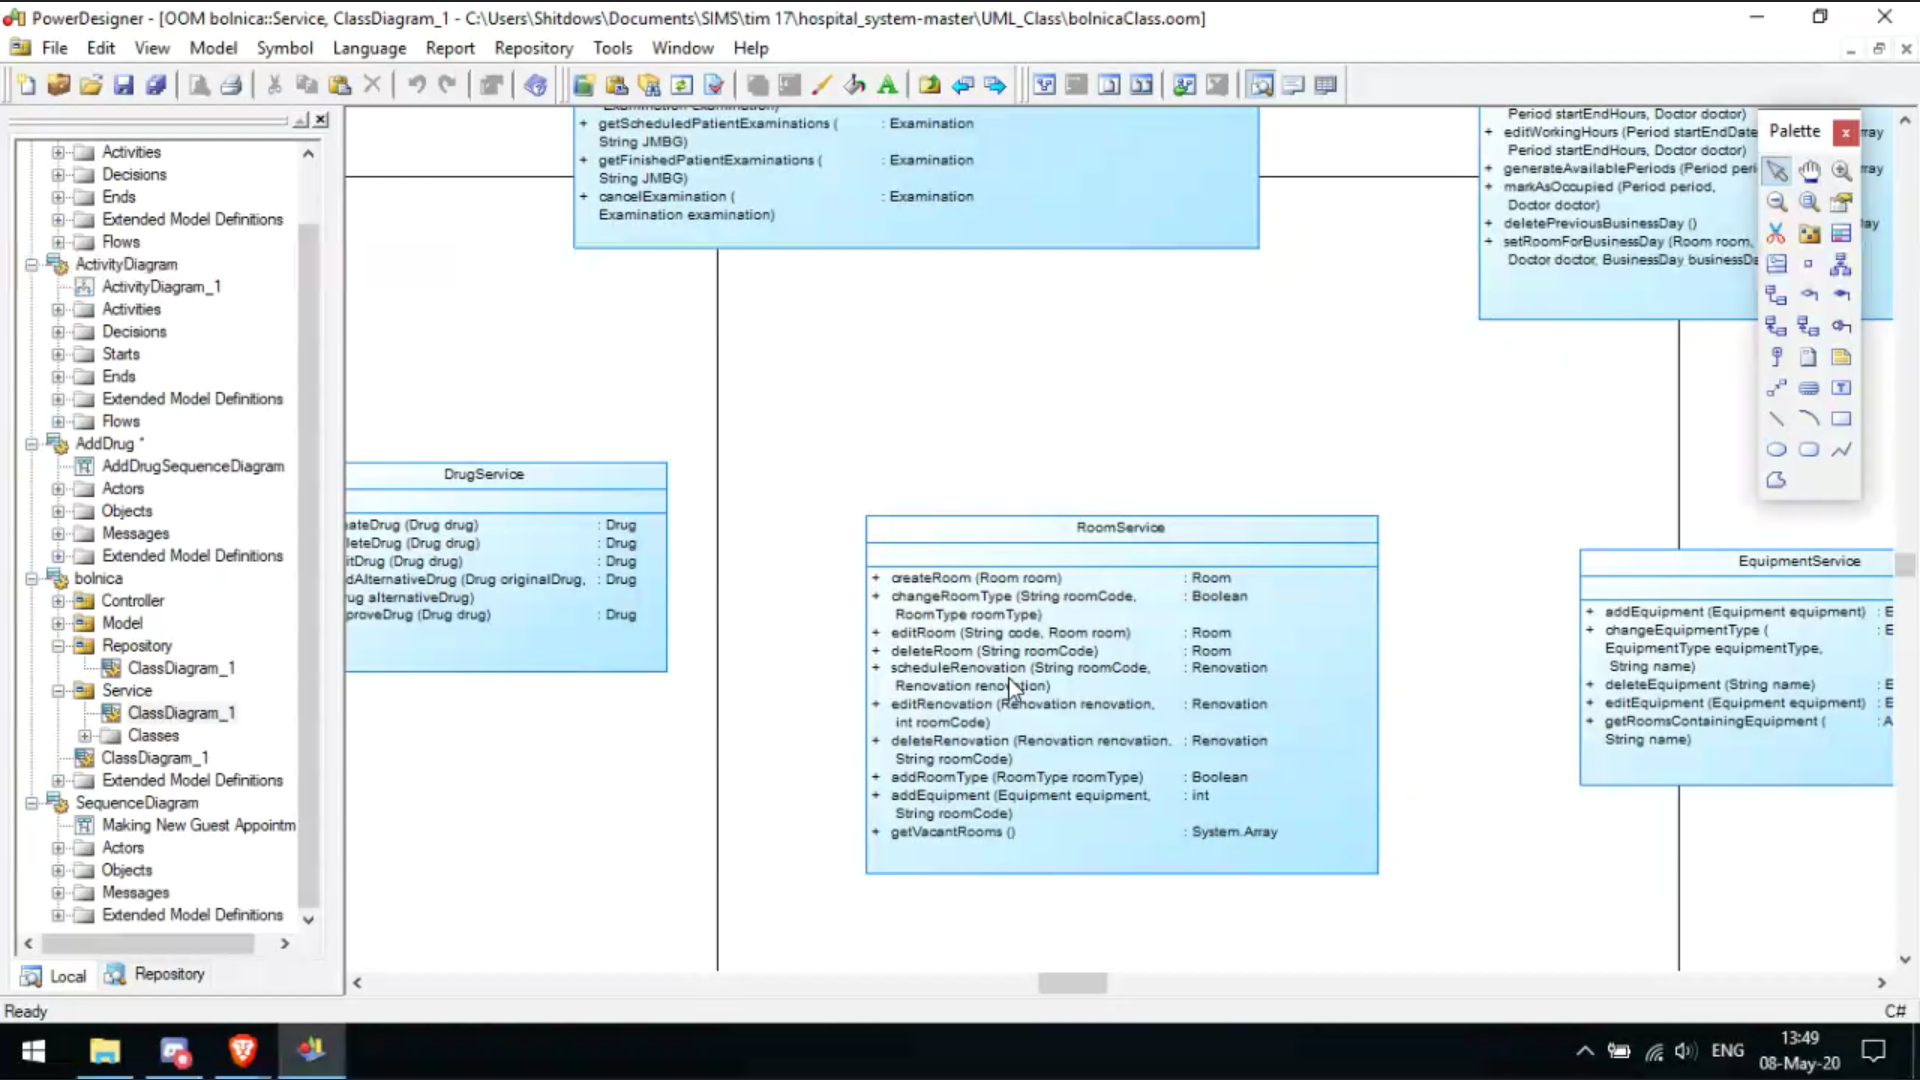 PowerDesigner - [OOM bolnica::Service, ClassDiagram_1 - C:\Users\Shitdows\Documents\SIMS\tim 17\hospital_system-master\UML_Class\bolnicaClass.oom]
File Edit View Model Symbol Language Report Repository Tools Window Help
Activities
Decisions
Ends
Extended Model Definitions
Flows
ActivityDiagram
ActivityDiagram_1
Activities
Decisions
Starts
Ends
Extended Model Definitions
Flows
AddDrug *
AddDrugSequenceDiagram
Actors
Objects
Messages
Extended Model Definitions
bolnica
Controller
Model
Repository
ClassDiagram_1
Service
ClassDiagram_1
Classes
ClassDiagram_1
Extended Model Definitions
SequenceDiagram
Making New Guest Appointm
Actors
Objects
Messages
Extended Model Definitions
Local Repository
Examination examination)
+ getScheduledPatientExaminations ( : Examination
String JMBG)
+ getFinishedPatientExaminations ( : Examination
String JMBG)
+ cancelExamination ( : Examination
Examination examination)
Period startEndHours, Doctor doctor)
+ editWorkingHours (Period startEndDate rray
Period startEndHours, Doctor doctor)
+ generateAvailablePeriods (Period peri rray
+ markAsOccupied (Period period,
Doctor doctor)
+ deletePreviousBusinessDay () ay
+ setRoomForBusinessDay (Room room,
Doctor doctor, BusinessDay businessDa
Palette
DrugService
eateDrug (Drug drug) : Drug
leteDrug (Drug drug) : Drug
itDrug (Drug drug) : Drug
dAlternativeDrug (Drug originalDrug, : Drug
rug alternativeDrug)
proveDrug (Drug drug) : Drug
RoomService
+ createRoom (Room room) : Room
+ changeRoomType (String roomCode, : Boolean
RoomType roomType)
+ editRoom (String code, Room room) : Room
+ deleteRoom (String roomCode) : Room
+ scheduleRenovation (String roomCode, : Renovation
Renovation renovation)
+ editRenovation (Renovation renovation, : Renovation
int roomCode)
+ deleteRenovation (Renovation renovation, : Renovation
String roomCode)
+ addRoomType (RoomType roomType) : Boolean
+ addEquipment (Equipment equipment, : int
String roomCode)
+ getVacantRooms () : System.Array
EquipmentService
+ addEquipment (Equipment equipment) : E
+ changeEquipmentType ( : E
EquipmentType equipmentType,
String name)
+ deleteEquipment (String name) : E
+ editEquipment (Equipment equipment) : E
+ getRoomsContainingEquipment ( : A
String name)
Ready C#
ENG
13:49
08-May-20